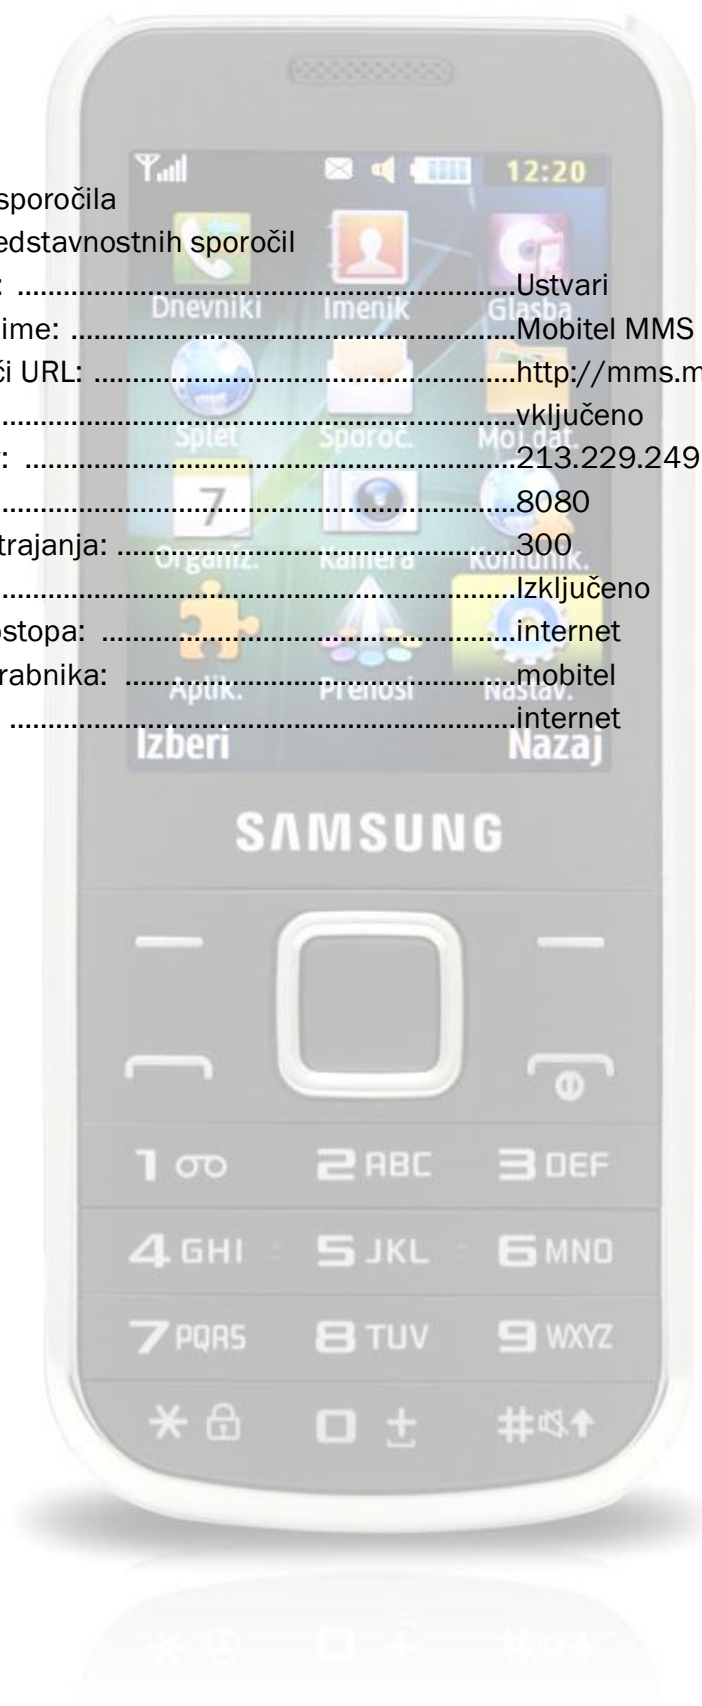 12:20
sporočila
edstavnostnih sporočil
: ................................................................................Ustvari
Dnevniki Imenik Glasba
ime: .......................................................................Mobitel MMS
či URL: ...................................................................http://mms.m
Splet Sporoč. Moj.dat.
..................................................................................vključeno
r: ..............................................................................213.229.249
7
..................................................................................8080
trajanja: ................................................................300
Organiz. Kamera Komunik.
..................................................................................Izključeno
ostopa: ..................................................................internet
rabnika: ..............................................................mobitel
Aplik. Prenosi Nastav.
.................................................................................internet
Izberi Nazaj
SAMSUNG
1 2 ABC 3 DEF
4 GHI 5 JKL 6 MNO
7 PQRS 8 TUV 9 WXYZ
* 0 ± #